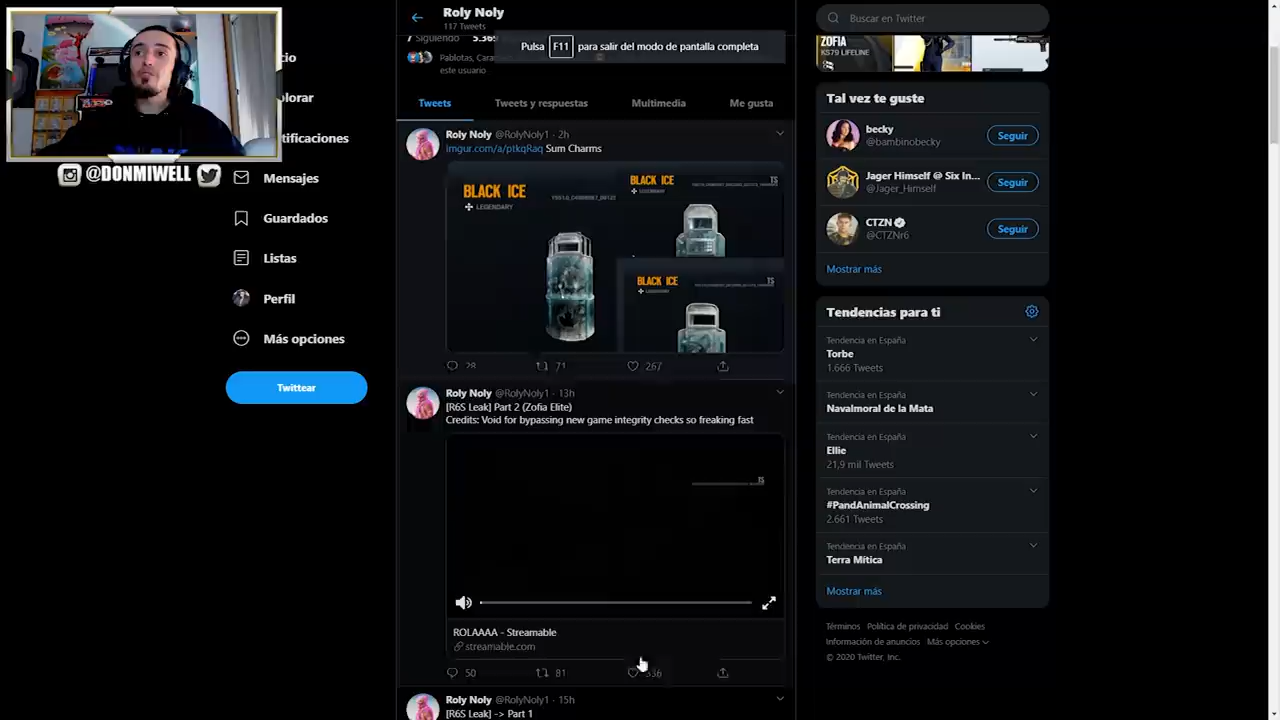 Roly Noly
117 Tweets
Siguiendo
Pablotas,
este usuario
Pulsa F11 para salir del modo de pantalla completa
Tweets
Tweets y respuestas
Multimedia
Me gusta
@DONMIWELL
Mensajes
Guardados
Listas
Perfil
Más opciones
Twittear
Roly Noly @RolyNoly1 · 2h
imgur.com/a/ptkqRaq Sum Charms
BLACK ICE
LEGENDARY
BLACK ICE
LEGENDARY
TS
BLACK ICE
LEGENDARY
TS
28
71
267
Roly Noly @RolyNoly1 · 13h
[R6S Leak] Part 2 (Zofia Elite)
Credits: Void for bypassing new game integrity checks so freaking fast
TS
ROLAAAA - Streamable
streamable.com
50
81
Roly Noly @RolyNoly1 · 15h
[R6S Leak] -> Part 1
Buscar en Twitter
ZOFIA
KS79 LIFELINE
Tal vez te guste
becky
@bambinobecky
Seguir
Jager Himself @ Six In...
@Jager_Himself
Seguir
CTZN
@CTZNr6
Seguir
Mostrar más
Tendencias para ti
Tendencia en España
Torbe
1.666 Tweets
Tendencia en España
Navalmoral de la Mata
Tendencia en España
Ellie
21,9 mil Tweets
Tendencia en España
#PandAnimalCrossing
2.661 Tweets
Tendencia en España
Terra Mítica
Mostrar más
Términos Política de privacidad Cookies
Información de anuncios Más opciones
© 2020 Twitter, Inc.